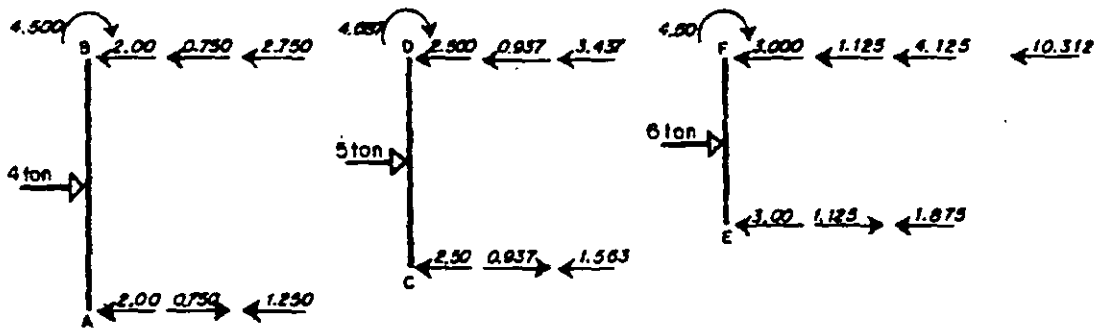 4.500
B 2.00 0.750 2.750
4 ton
A 2.00 0.750 1.250
D 2.500 0.937 3.437
5 ton
C 2.50 0.937 1.563
4.50
F 3.000 1.125 4.125 10.312
6 ton
E 3.00 1.125 1.875